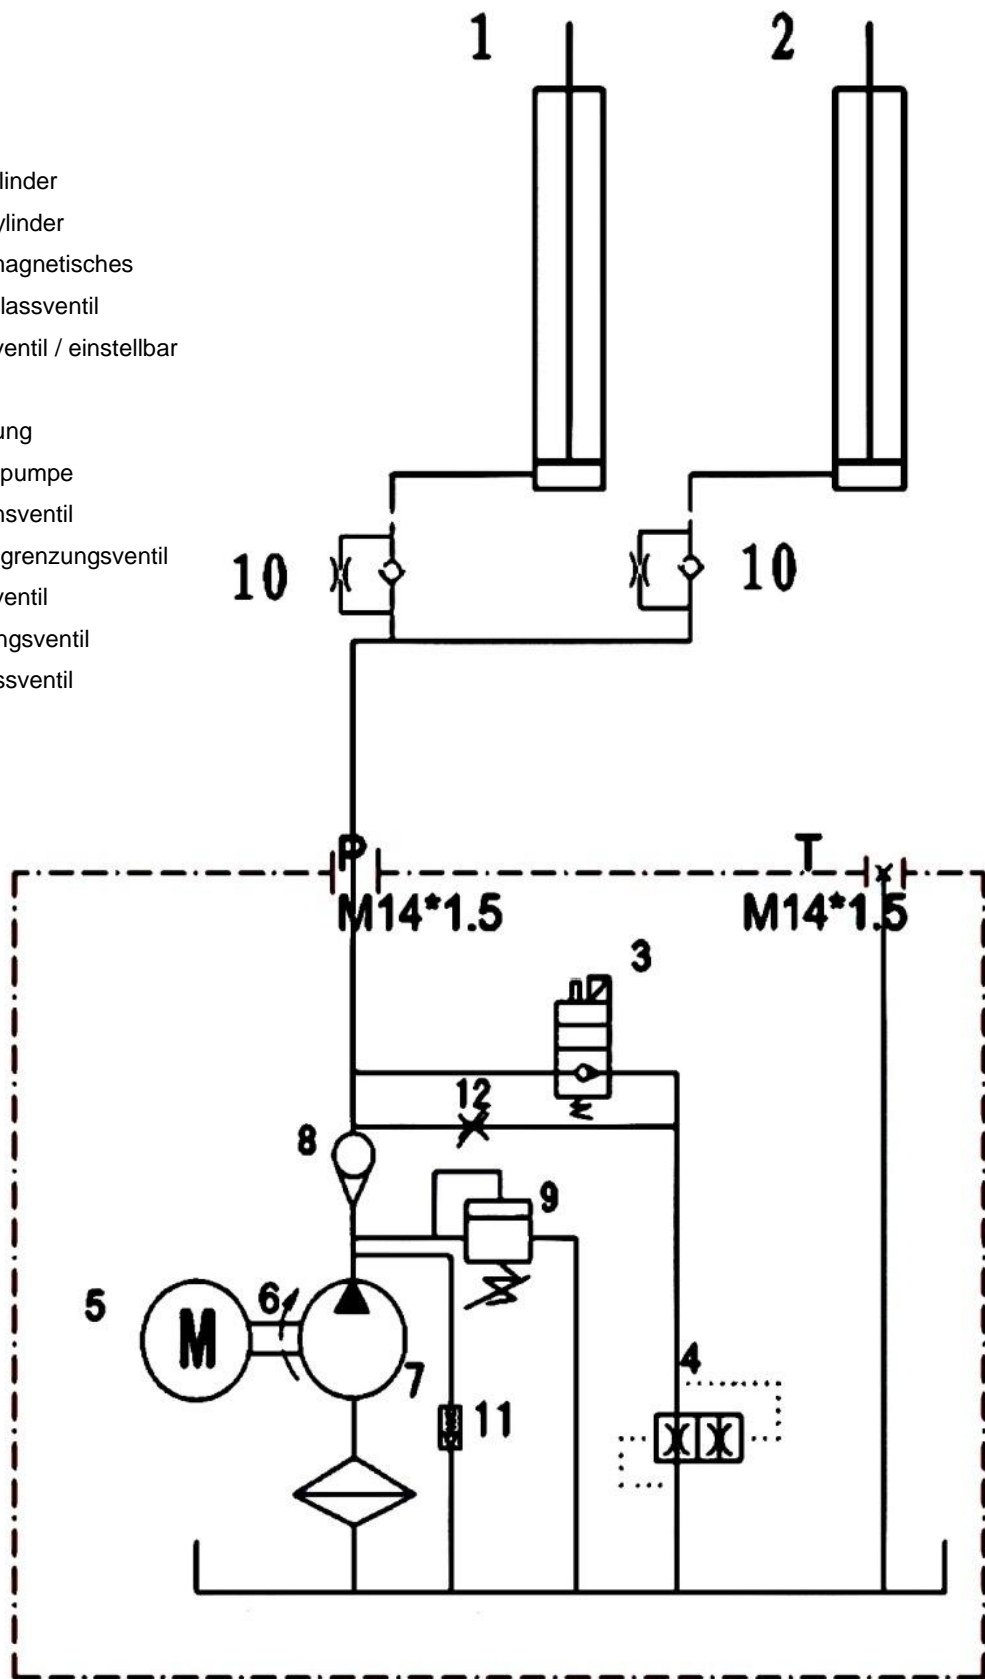 1 2
linder
ylinder
nagnetisches
lassventil
ventil / einstellbar
ung
pumpe
nsventil
grenzungsventil
ventil
ngsventil
ssventil
10 10
P T
M14*1.5 M14*1.5
3
12
8
9
5 M 6
7
4
11